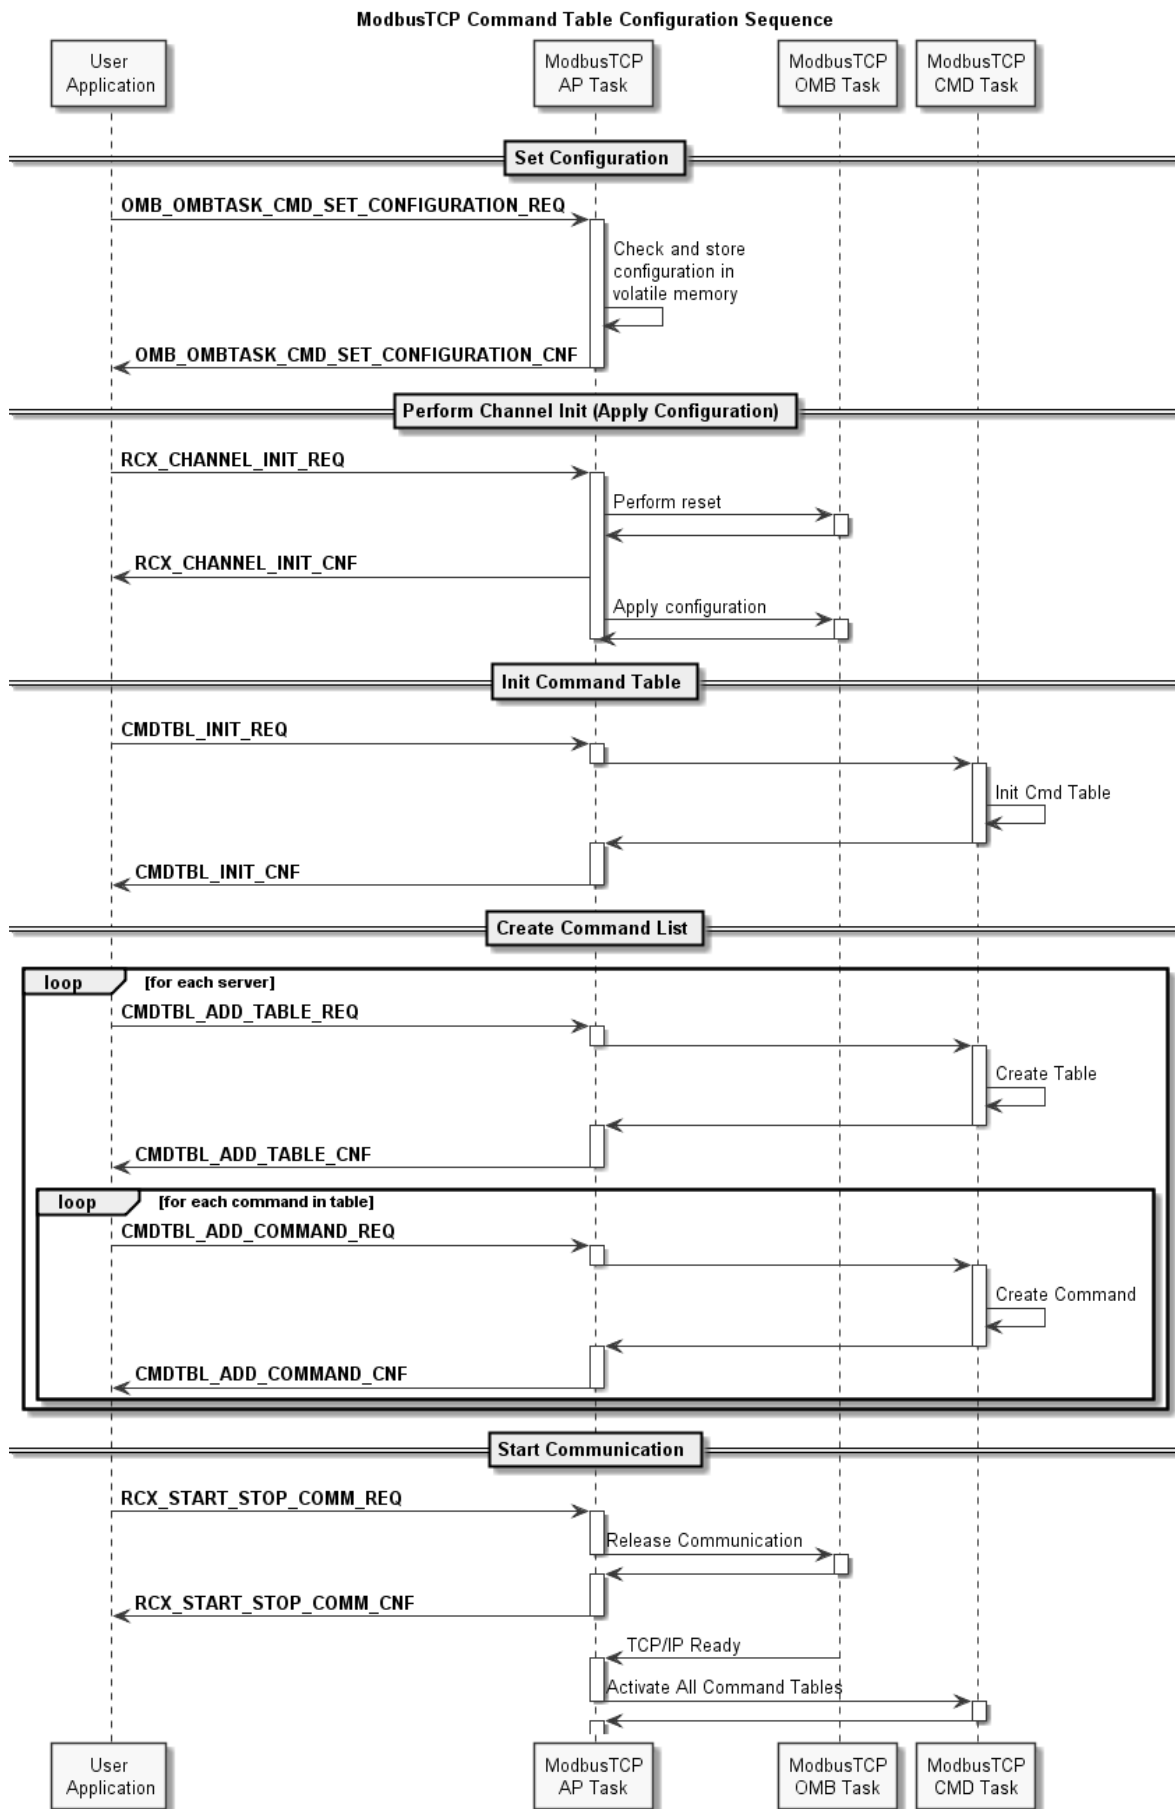 ModbusTCP Command Table Configuration Sequence
User
Application
ModbusTCP
AP Task
ModbusTCP
OMB Task
ModbusTCP
CMD Task
Set Configuration
OMB_OMBTASK_CMD_SET_CONFIGURATION_REQ
Check and store
configuration in
volatile memory
OMB_OMBTASK_CMD_SET_CONFIGURATION_CNF
Perform Channel Init (Apply Configuration)
RCX_CHANNEL_INIT_REQ
Perform reset
RCX_CHANNEL_INIT_CNF
Apply configuration
Init Command Table
CMDTBL_INIT_REQ
Init Cmd Table
CMDTBL_INIT_CNF
Create Command List
loop [for each server]
CMDTBL_ADD_TABLE_REQ
Create Table
CMDTBL_ADD_TABLE_CNF
loop [for each command in table]
CMDTBL_ADD_COMMAND_REQ
Create Command
CMDTBL_ADD_COMMAND_CNF
Start Communication
RCX_START_STOP_COMM_REQ
Release Communication
RCX_START_STOP_COMM_CNF
TCP/IP Ready
Activate All Command Tables
User
Application
ModbusTCP
AP Task
ModbusTCP
OMB Task
ModbusTCP
CMD Task